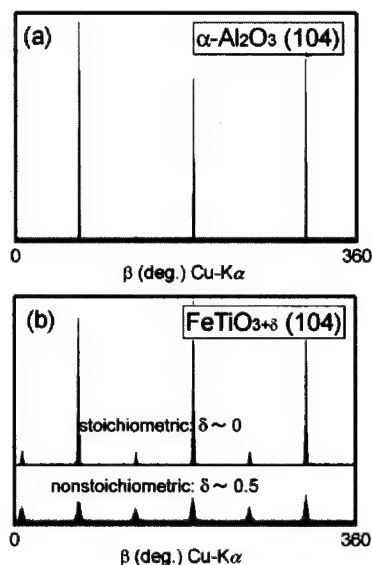 (a)
α-Al₂O₃ (104)
0
360
β (deg.) Cu-Kα
(b)
FeTiO₃₊δ (104)
stoichiometric: δ ~ 0
nonstoichiometric: δ ~ 0.5
0
360
β (deg.) Cu-Kα